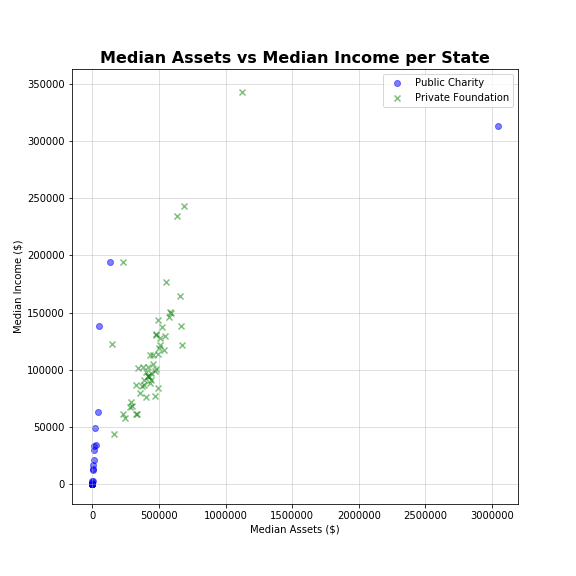 Median Assets vs Median Income per State
Public Charity
Private Foundation
350000
300000
250000
200000
150000
100000
50000
0
Median Income ($)
0 500000 1000000 1500000 2000000 2500000 3000000
Median Assets ($)